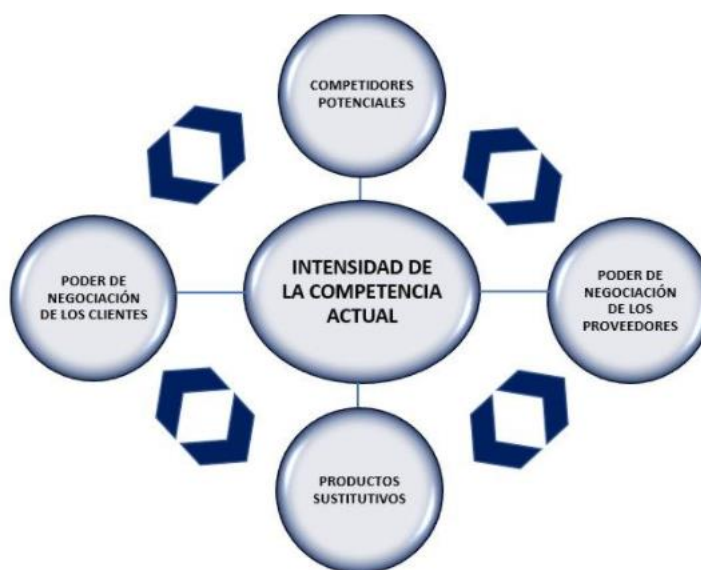 COMPETIDORES
POTENCIALES
PODER DE
NEGOCIACIÓN
DE LOS CLIENTES
INTENSIDAD DE
LA COMPETENCIA
ACTUAL
PODER DE
NEGOCIACIÓN
DE LOS
PROVEEDORES
PRODUCTOS
SUSTITUTIVOS